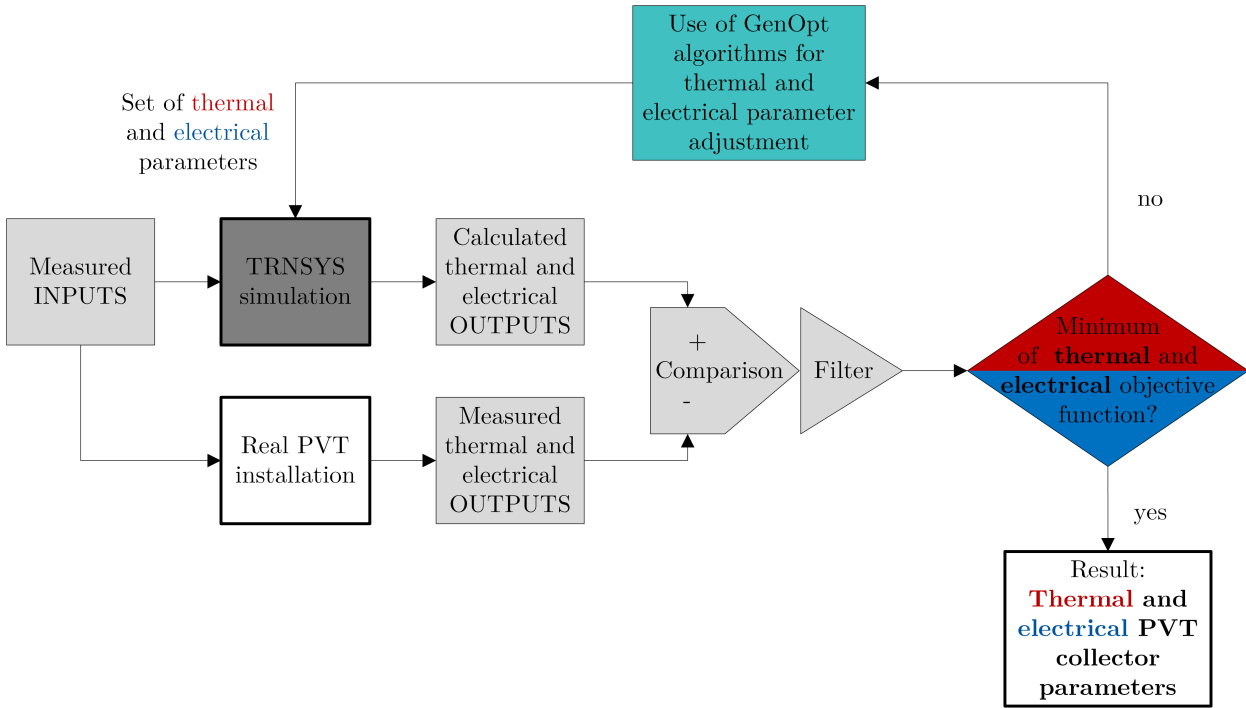 Use of GenOpt
algorithms for
thermal and
electrical parameter
adjustment
Set of thermal
and electrical
parameters
no
Measured
INPUTS
TRNSYS
simulation
Calculated
thermal and
electrical
OUTPUTS
+
Comparison
-
Filter
Minimum
of thermal and
electrical objective
function?
Real PVT
installation
Measured
thermal and
electrical
OUTPUTS
yes
Result:
Thermal and
electrical PVT
collector
parameters